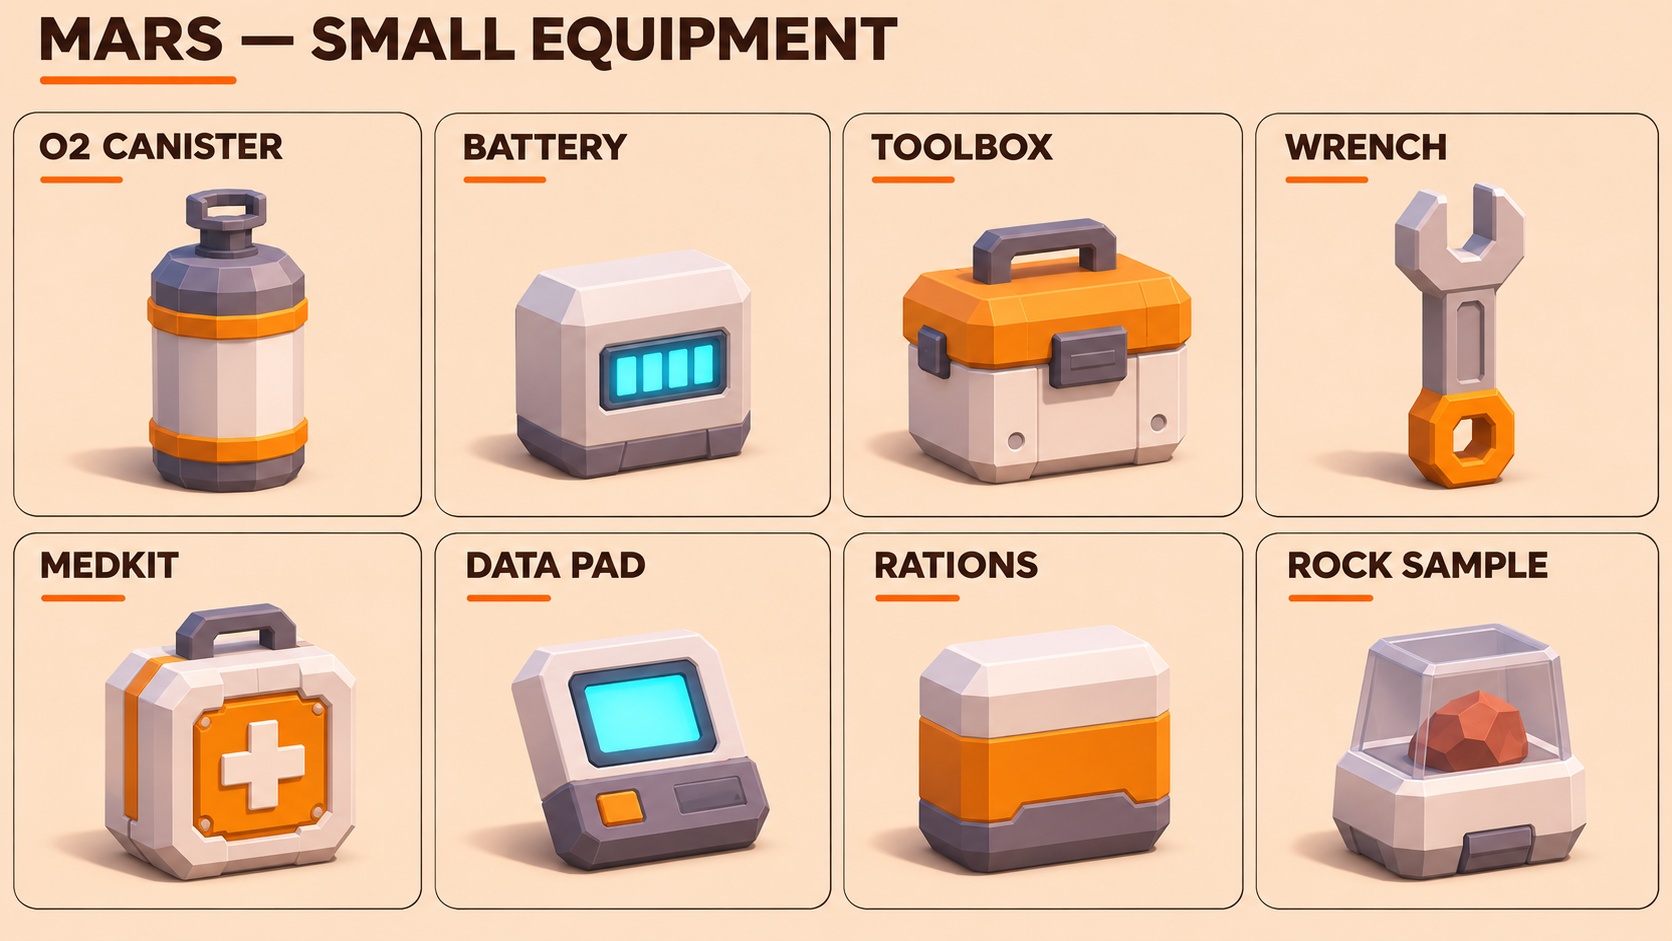 MARS — SMALL EQUIPMENT
O2 CANISTER
BATTERY
TOOLBOX
WRENCH
MEDKIT
DATA PAD
RATIONS
ROCK SAMPLE